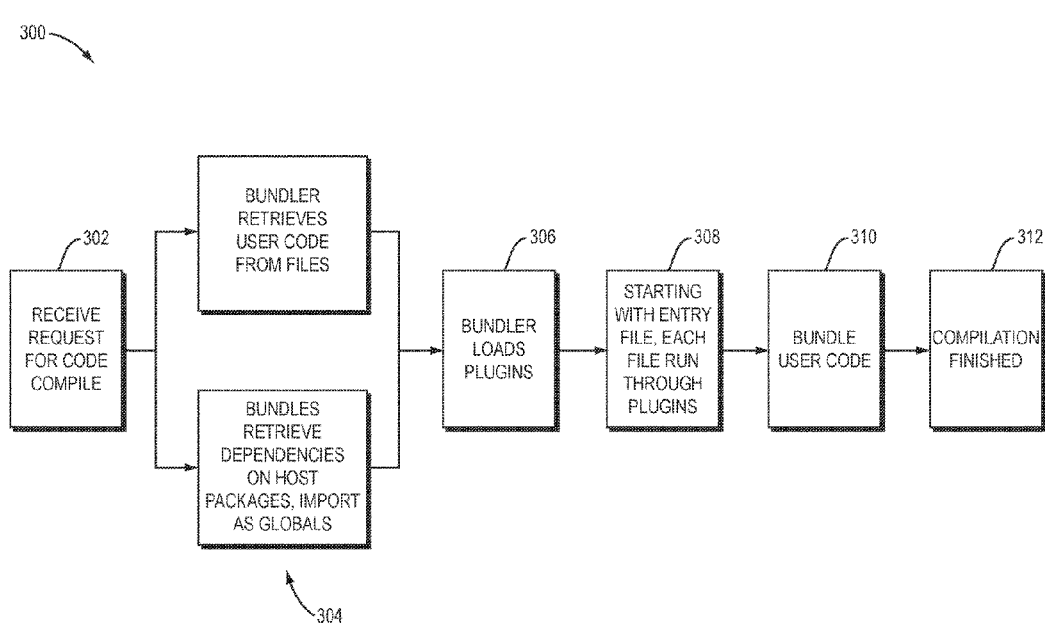 300
302
RECEIVE
REQUEST
FOR CODE
COMPILE
BUNDLER
RETRIEVES
USER CODE
FROM FILES
BUNDLES
RETRIEVE
DEPENDENCIES
ON HOST
PACKAGES, IMPORT
AS GLOBALS
304
306
BUNDLER
LOADS
PLUGINS
308
STARTING
WITH ENTRY
FILE, EACH
FILE RUN
THROUGH
PLUGINS
310
BUNDLE
USER CODE
312
COMPILATION
FINISHED